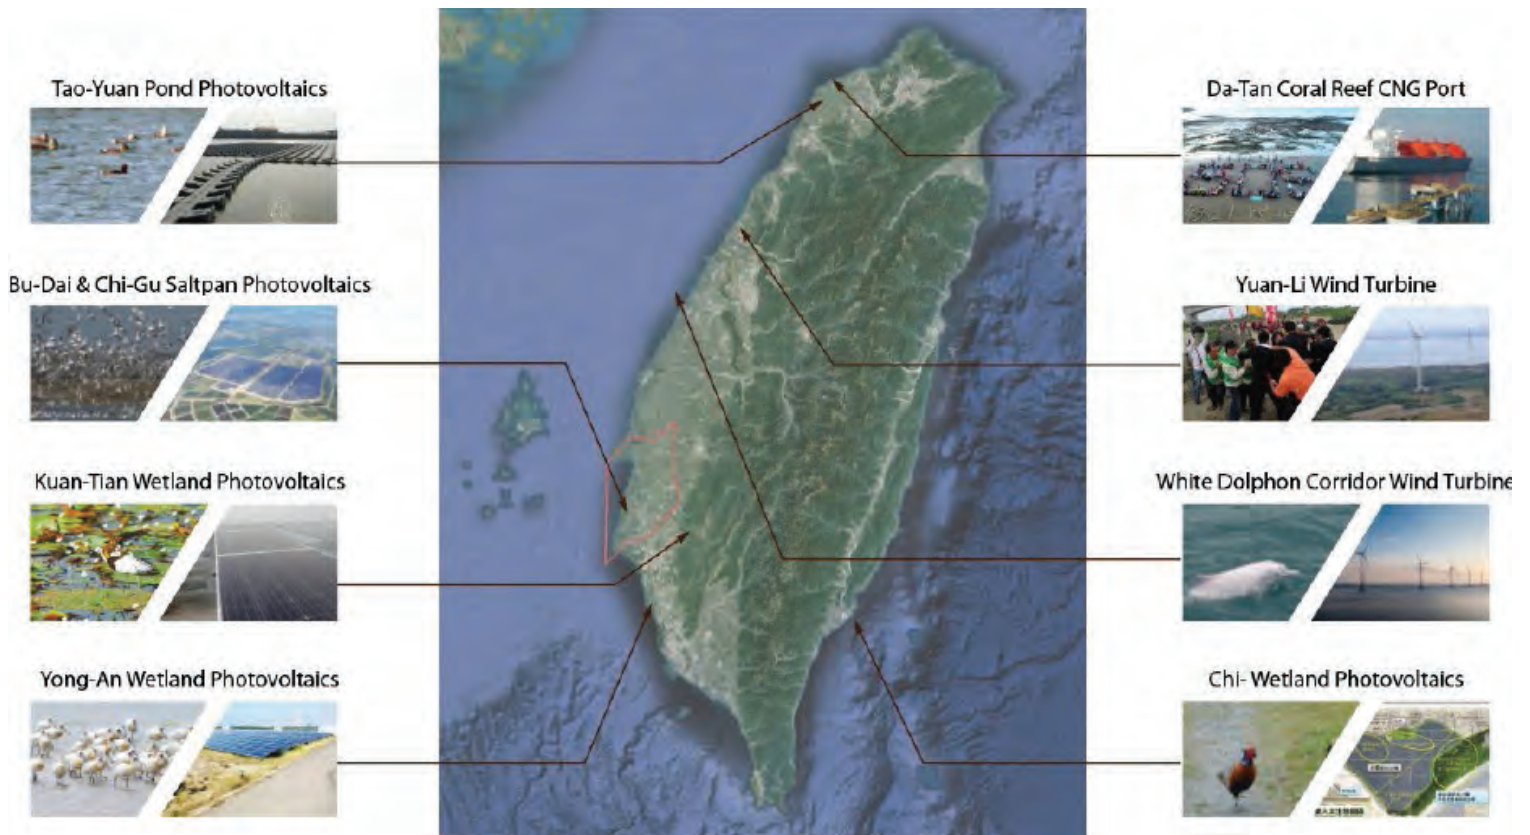 Tao-Yuan Pond Photovoltaics
Da-Tan Coral Reef CNG Port
Bu-Dai & Chi-Gu Saltpan Photovoltaics
Yuan-Li Wind Turbine
Kuan-Tian Wetland Photovoltaics
White Dolphon Corridor Wind Turbine
Yong-An Wetland Photovoltaics
Chi- Wetland Photovoltaics